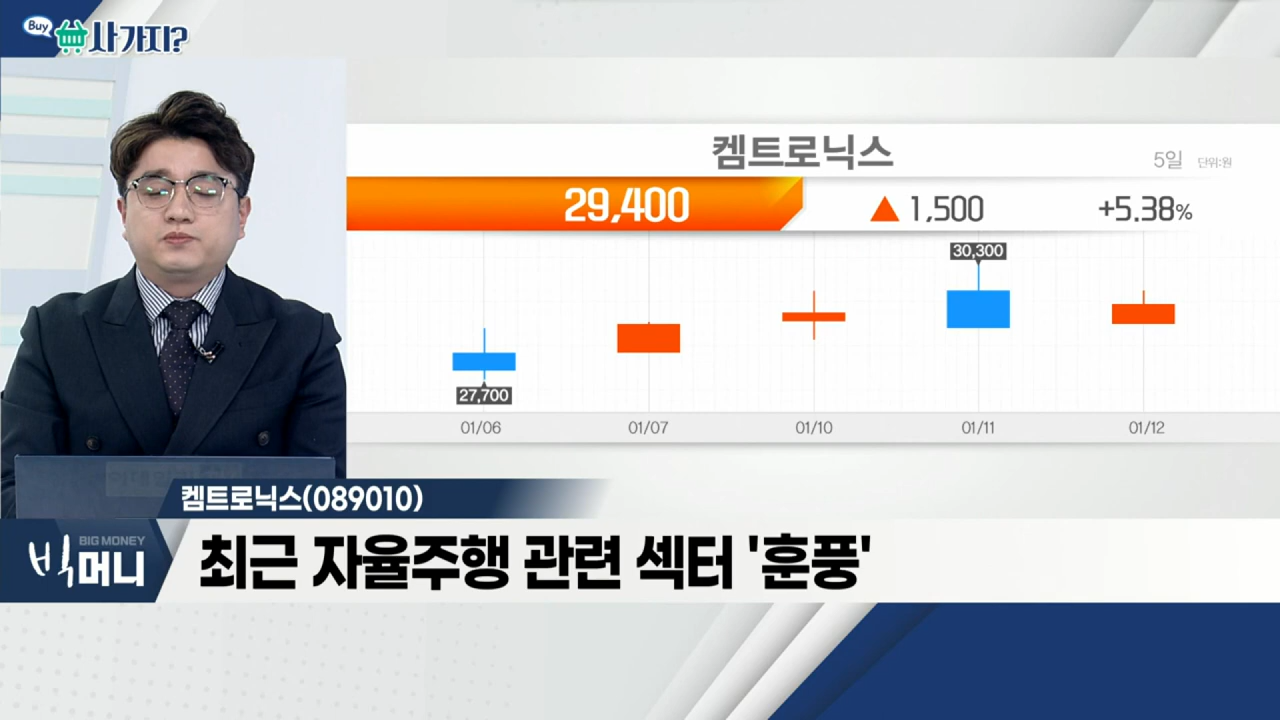 Buy 사가지?
켐트로닉스
5일 단위:원
29,400 ▲ 1,500 +5.38%
30,300
27,700
01/06 01/07 01/10 01/11 01/12
켐트로닉스(089010)
BIG MONEY
빅머니
최근 자율주행 관련 섹터 '훈풍'